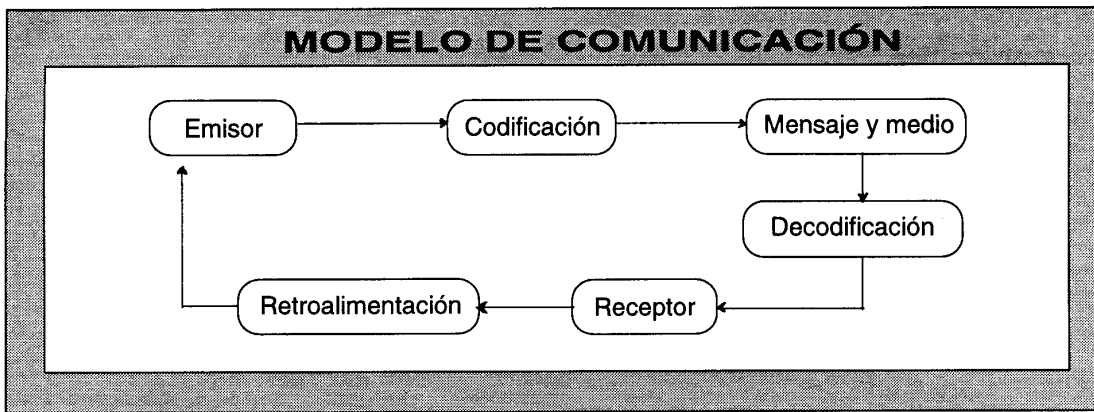 MODELO DE COMUNICACIÓN
Emisor
Codificación
Mensaje y medio
Decodificación
Receptor
Retroalimentación